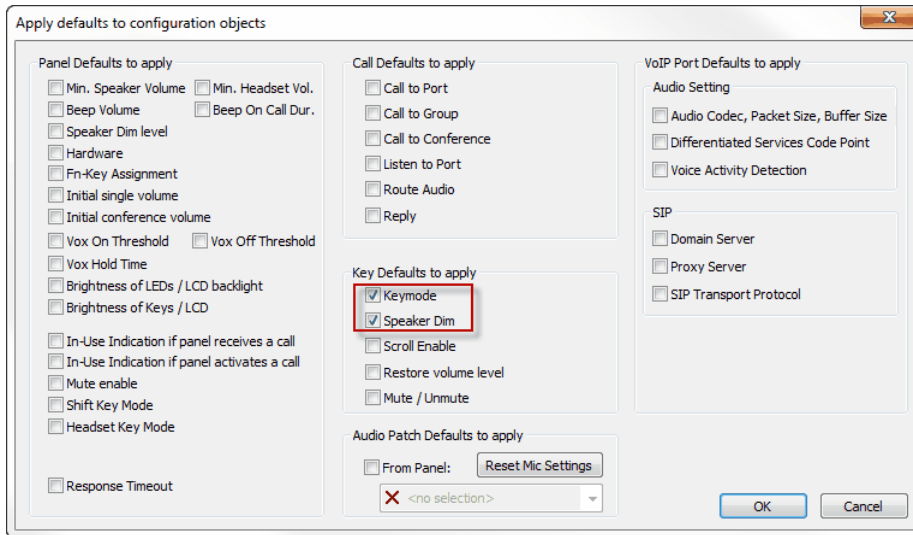 Apply defaults to configuration objects
Panel Defaults to apply
Min. Speaker Volume Min. Headset Vol.
Beep Volume Beep On Call Dur.
Speaker Dim level
Hardware
Fn-Key Assignment
Initial single volume
Initial conference volume
Vox On Threshold Vox Off Threshold
Vox Hold Time
Brightness of LEDs / LCD backlight
Brightness of Keys / LCD
In-Use Indication if panel receives a call
In-Use Indication if panel activates a call
Mute enable
Shift Key Mode
Headset Key Mode
Response Timeout
Call Defaults to apply
Call to Port
Call to Group
Call to Conference
Listen to Port
Route Audio
Reply
Key Defaults to apply
Keymode
Speaker Dim
Scroll Enable
Restore volume level
Mute / Unmute
Audio Patch Defaults to apply
From Panel: Reset Mic Settings
<no selection>
VoIP Port Defaults to apply
Audio Setting
Audio Codec, Packet Size, Buffer Size
Differentiated Services Code Point
Voice Activity Detection
SIP
Domain Server
Proxy Server
SIP Transport Protocol
OK Cancel